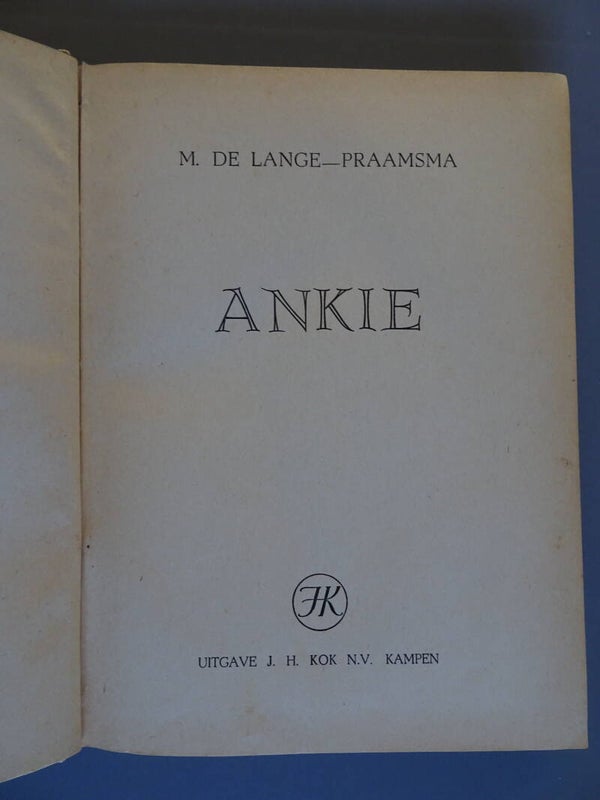 M. DE LANGE—PRAAMSMA
ANKIE
JHK
UITGAVE J. H. KOK N.V. KAMPEN